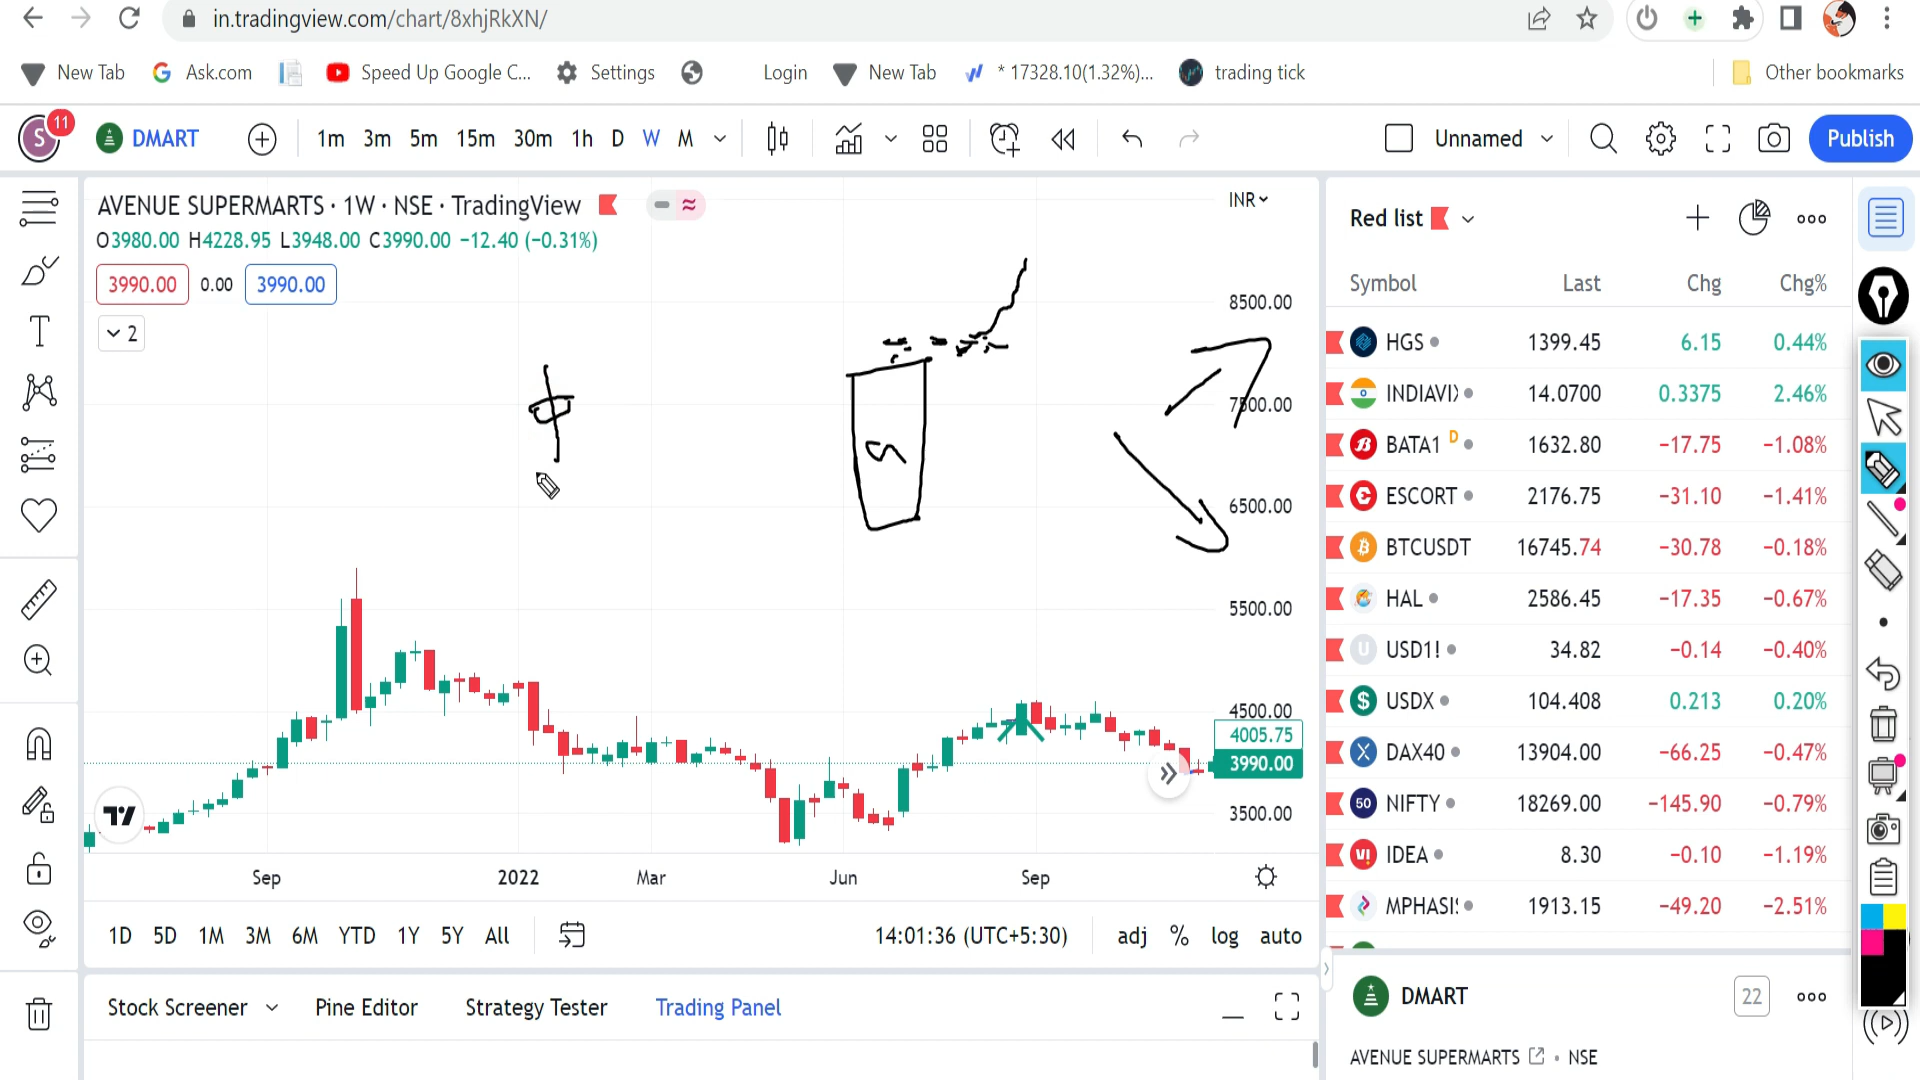 in.tradingview.com/chart/8xhjRkXN/
New Tab Ask.com Speed Up Google C... Settings Login New Tab * 17328.10(1.32%)... trading tick Other bookmarks
S 11 DMART 1m 3m 5m 15m 30m 1h D W M Unnamed Publish
AVENUE SUPERMARTS · 1W · NSE · TradingView INR
O3980.00 H4228.95 L3948.00 C3990.00 −12.40 (−0.31%)
3990.00 0.00 3990.00
2
8500.00
7500.00
6500.00
5500.00
4500.00
4005.75
3990.00
3500.00
Sep 2022 Mar Jun Sep
1D 5D 1M 3M 6M YTD 1Y 5Y All 14:01:36 (UTC+5:30) adj % log auto
Stock Screener Pine Editor Strategy Tester Trading Panel
Red list
Symbol Last Chg Chg%
HGS 1399.45 6.15 0.44%
INDIAVI 14.0700 0.3375 2.46%
BATA1 D 1632.80 −17.75 −1.08%
ESCORT 2176.75 −31.10 −1.41%
BTCUSDT 16745.74 −30.78 −0.18%
HAL 2586.45 −17.35 −0.67%
U USD1! 34.82 −0.14 −0.40%
$ USDX 104.408 0.213 0.20%
X DAX40 13904.00 −66.25 −0.47%
50 NIFTY 18269.00 −145.90 −0.79%
VI IDEA 8.30 −0.10 −1.19%
MPHASI 1913.15 −49.20 −2.51%
DMART 22
AVENUE SUPERMARTS · NSE